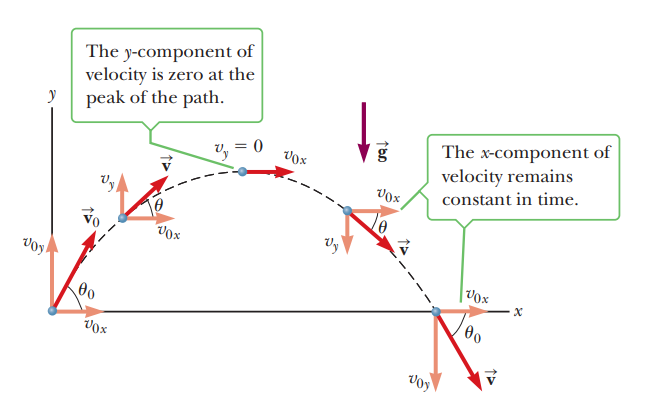 The y-component of
velocity is zero at the
peak of the path.
y
v⃗
v_y = 0
v_0x
g⃗
The x-component of
velocity remains
constant in time.
v_y
θ
v_0x
v_0x
θ
v⃗_0
v_0y
v_0x
v_y
v⃗
θ_0
v_0x
v_0x
x
θ_0
v_0y
v⃗